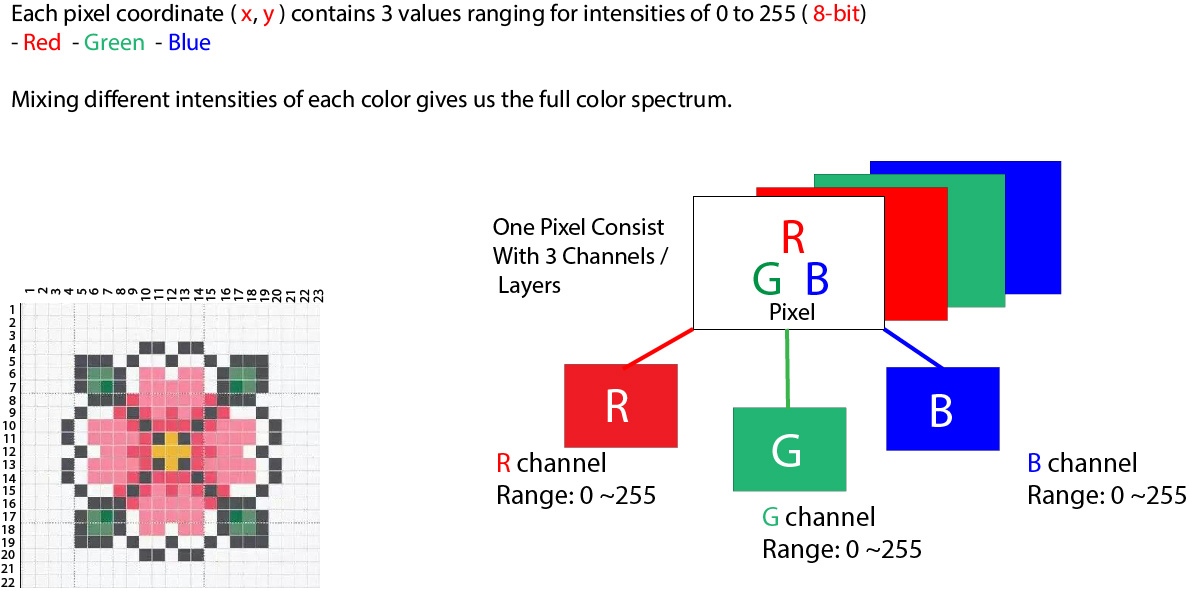 Each pixel coordinate ( x, y ) contains 3 values ranging for intensities of 0 to 255 ( 8-bit)
- Red - Green - Blue
Mixing different intensities of each color gives us the full color spectrum.
One Pixel Consist
With 3 Channels /
Layers
R
G B
Pixel
R
G
B
R channel
Range: 0 ~255
G channel
Range: 0 ~255
B channel
Range: 0 ~255
1 2 3 4 5 6 7 8 9 10 11 12 13 14 15 16 17 18 19 20 21 22 23
1
2
3
4
5
6
7
8
9
10
11
12
13
14
15
16
17
18
19
20
21
22